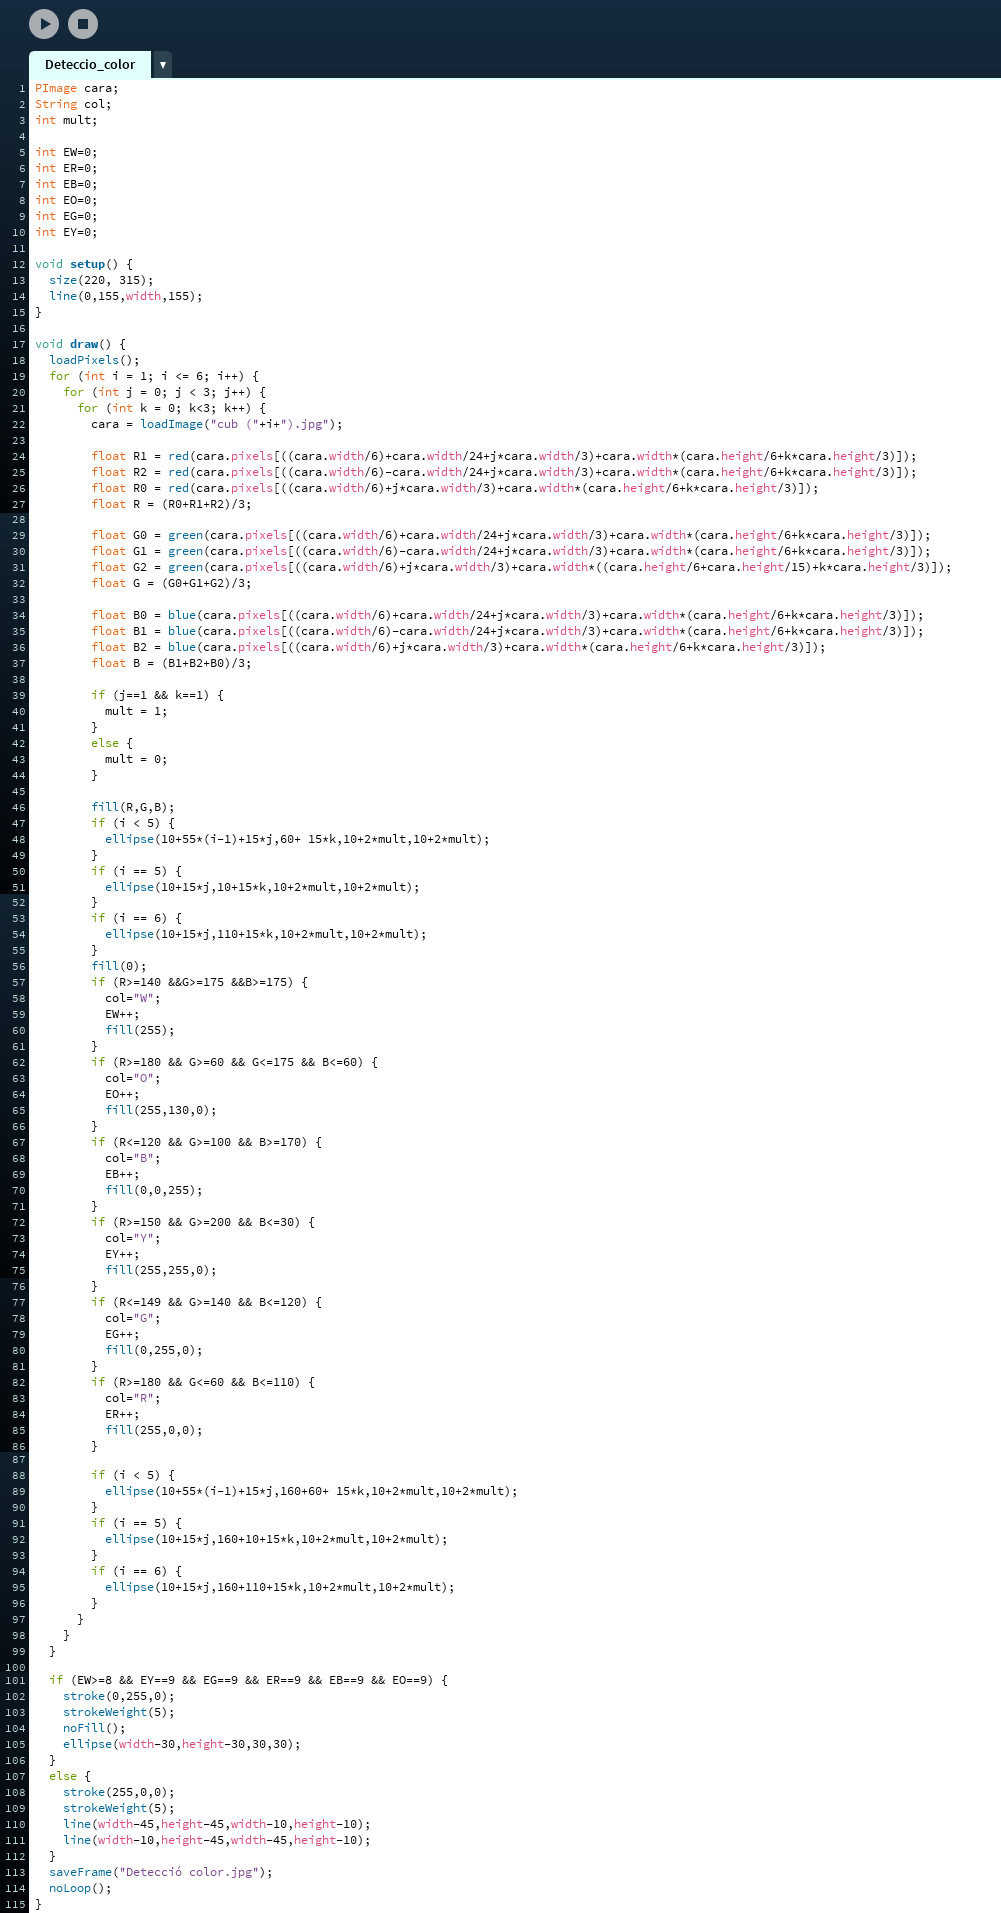 Deteccio_color ▼
1 PImage cara;
2 String col;
3 int mult;
4
5 int EW=0;
6 int ER=0;
7 int EB=0;
8 int EO=0;
9 int EG=0;
10 int EY=0;
11
12 void setup() {
13   size(220, 315);
14   line(0,155,width,155);
15 }
16
17 void draw() {
18   loadPixels();
19   for (int i = 1; i <= 6; i++) {
20     for (int j = 0; j < 3; j++) {
21       for (int k = 0; k<3; k++) {
22         cara = loadImage("cub ("+i+").jpg");
23
24         float R1 = red(cara.pixels[((cara.width/6)+cara.width/24+j*cara.width/3)+cara.width*(cara.height/6+k*cara.height/3)]);
25         float R2 = red(cara.pixels[((cara.width/6)-cara.width/24+j*cara.width/3)+cara.width*(cara.height/6+k*cara.height/3)]);
26         float R0 = red(cara.pixels[((cara.width/6)+j*cara.width/3)+cara.width*(cara.height/6+k*cara.height/3)]);
27         float R = (R0+R1+R2)/3;
28
29         float G0 = green(cara.pixels[((cara.width/6)+cara.width/24+j*cara.width/3)+cara.width*(cara.height/6+k*cara.height/3)]);
30         float G1 = green(cara.pixels[((cara.width/6)-cara.width/24+j*cara.width/3)+cara.width*(cara.height/6+k*cara.height/3)]);
31         float G2 = green(cara.pixels[((cara.width/6)+j*cara.width/3)+cara.width*((cara.height/6+cara.height/15)+k*cara.height/3)]);
32         float G = (G0+G1+G2)/3;
33
34         float B0 = blue(cara.pixels[((cara.width/6)+cara.width/24+j*cara.width/3)+cara.width*(cara.height/6+k*cara.height/3)]);
35         float B1 = blue(cara.pixels[((cara.width/6)-cara.width/24+j*cara.width/3)+cara.width*(cara.height/6+k*cara.height/3)]);
36         float B2 = blue(cara.pixels[((cara.width/6)+j*cara.width/3)+cara.width*(cara.height/6+k*cara.height/3)]);
37         float B = (B1+B2+B0)/3;
38
39         if (j==1 && k==1) {
40           mult = 1;
41         }
42         else {
43           mult = 0;
44         }
45
46         fill(R,G,B);
47         if (i < 5) {
48           ellipse(10+55*(i-1)+15*j,60+ 15*k,10+2*mult,10+2*mult);
49         }
50         if (i == 5) {
51           ellipse(10+15*j,10+15*k,10+2*mult,10+2*mult);
52         }
53         if (i == 6) {
54           ellipse(10+15*j,110+15*k,10+2*mult,10+2*mult);
55         }
56         fill(0);
57         if (R>=140 &&G>=175 &&B>=175) {
58           col="W";
59           EW++;
60           fill(255);
61         }
62         if (R>=180 && G>=60 && G<=175 && B<=60) {
63           col="O";
64           EO++;
65           fill(255,130,0);
66         }
67         if (R<=120 && G>=100 && B>=170) {
68           col="B";
69           EB++;
70           fill(0,0,255);
71         }
72         if (R>=150 && G>=200 && B<=30) {
73           col="Y";
74           EY++;
75           fill(255,255,0);
76         }
77         if (R<=149 && G>=140 && B<=120) {
78           col="G";
79           EG++;
80           fill(0,255,0);
81         }
82         if (R>=180 && G<=60 && B<=110) {
83           col="R";
84           ER++;
85           fill(255,0,0);
86         }
87
88         if (i < 5) {
89           ellipse(10+55*(i-1)+15*j,160+60+ 15*k,10+2*mult,10+2*mult);
90         }
91         if (i == 5) {
92           ellipse(10+15*j,160+10+15*k,10+2*mult,10+2*mult);
93         }
94         if (i == 6) {
95           ellipse(10+15*j,160+110+15*k,10+2*mult,10+2*mult);
96         }
97       }
98     }
99   }
100
101   if (EW>=8 && EY==9 && EG==9 && ER==9 && EB==9 && EO==9) {
102     stroke(0,255,0);
103     strokeWeight(5);
104     noFill();
105     ellipse(width-30,height-30,30,30);
106   }
107   else {
108     stroke(255,0,0);
109     strokeWeight(5);
110     line(width-45,height-45,width-10,height-10);
111     line(width-10,height-45,width-45,height-10);
112   }
113   saveFrame("Detecció color.jpg");
114   noLoop();
115 }